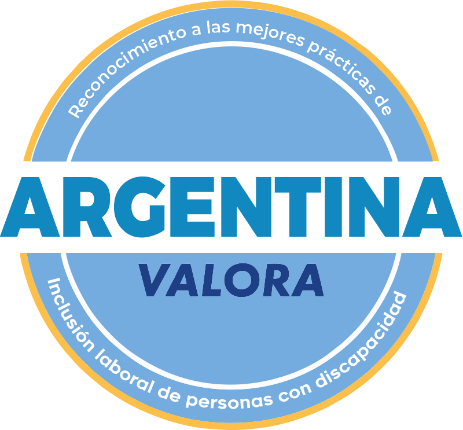 Reconocimiento a las mejores prácticas de
ARGENTINA
VALORA
Inclusión laboral de personas con discapacidad